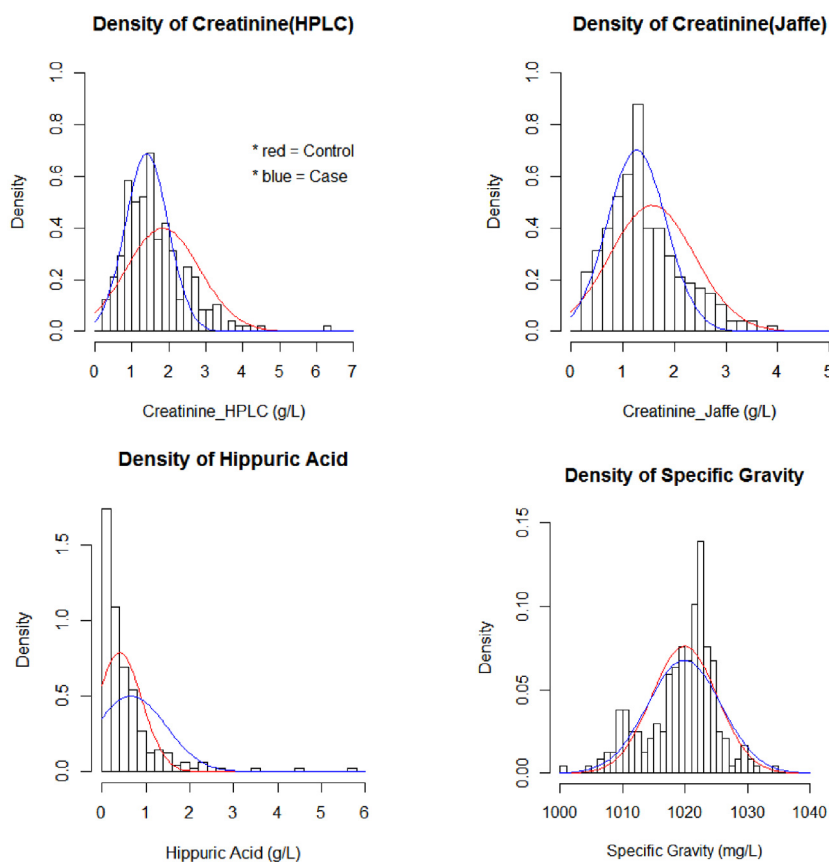 Density of Creatinine(HPLC)
Density
1.0
0.8
0.6
0.4
0.2
0.0
* red = Control
* blue = Case
0 1 2 3 4 5 6 7
Creatinine_HPLC (g/L)
Density of Creatinine(Jaffe)
Density
1.0
0.8
0.6
0.4
0.2
0.0
0 1 2 3 4 5
Creatinine_Jaffe (g/L)
Density of Hippuric Acid
Density
1.5
1.0
0.5
0.0
0 1 2 3 4 5 6
Hippuric Acid (g/L)
Density of Specific Gravity
Density
0.15
0.10
0.05
0.00
1000 1010 1020 1030 1040
Specific Gravity (mg/L)